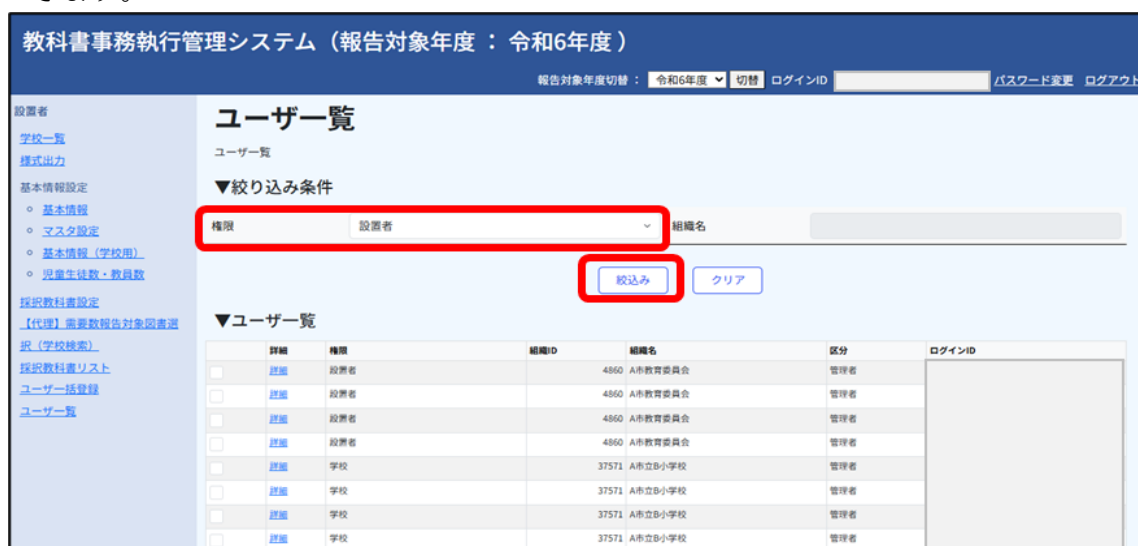 きます。
教科書事務執行管理システム（報告対象年度 ： 令和6年度 ）
報告対象年度切替 ： 令和6年度 切替 ログインID パスワード変更 ログアウト
設置者
学校一覧
様式出力
基本情報設定
基本情報
マスタ設定
基本情報（学校用）
児童生徒数・教員数
採択教科書設定
【代理】需要数報告対象図書選
択（学校検索）
採択教科書リスト
ユーザー括登録
ユーザ一覧
ユーザ一覧
ユーザ一覧
▼絞り込み条件
権限 設置者 組織名
絞込み クリア
▼ユーザ一覧
詳細 権限 組織ID 組織名 区分 ログインID
詳細 設置者 4860 A市教育委員会 管理者
詳細 設置者 4860 A市教育委員会 管理者
詳細 設置者 4860 A市教育委員会 管理者
詳細 設置者 4860 A市教育委員会 管理者
詳細 学校 37571 A市立B小学校 管理者
詳細 学校 37571 A市立B小学校 管理者
詳細 学校 37571 A市立B小学校 管理者
詳細 学校 37571 A市立B小学校 管理者